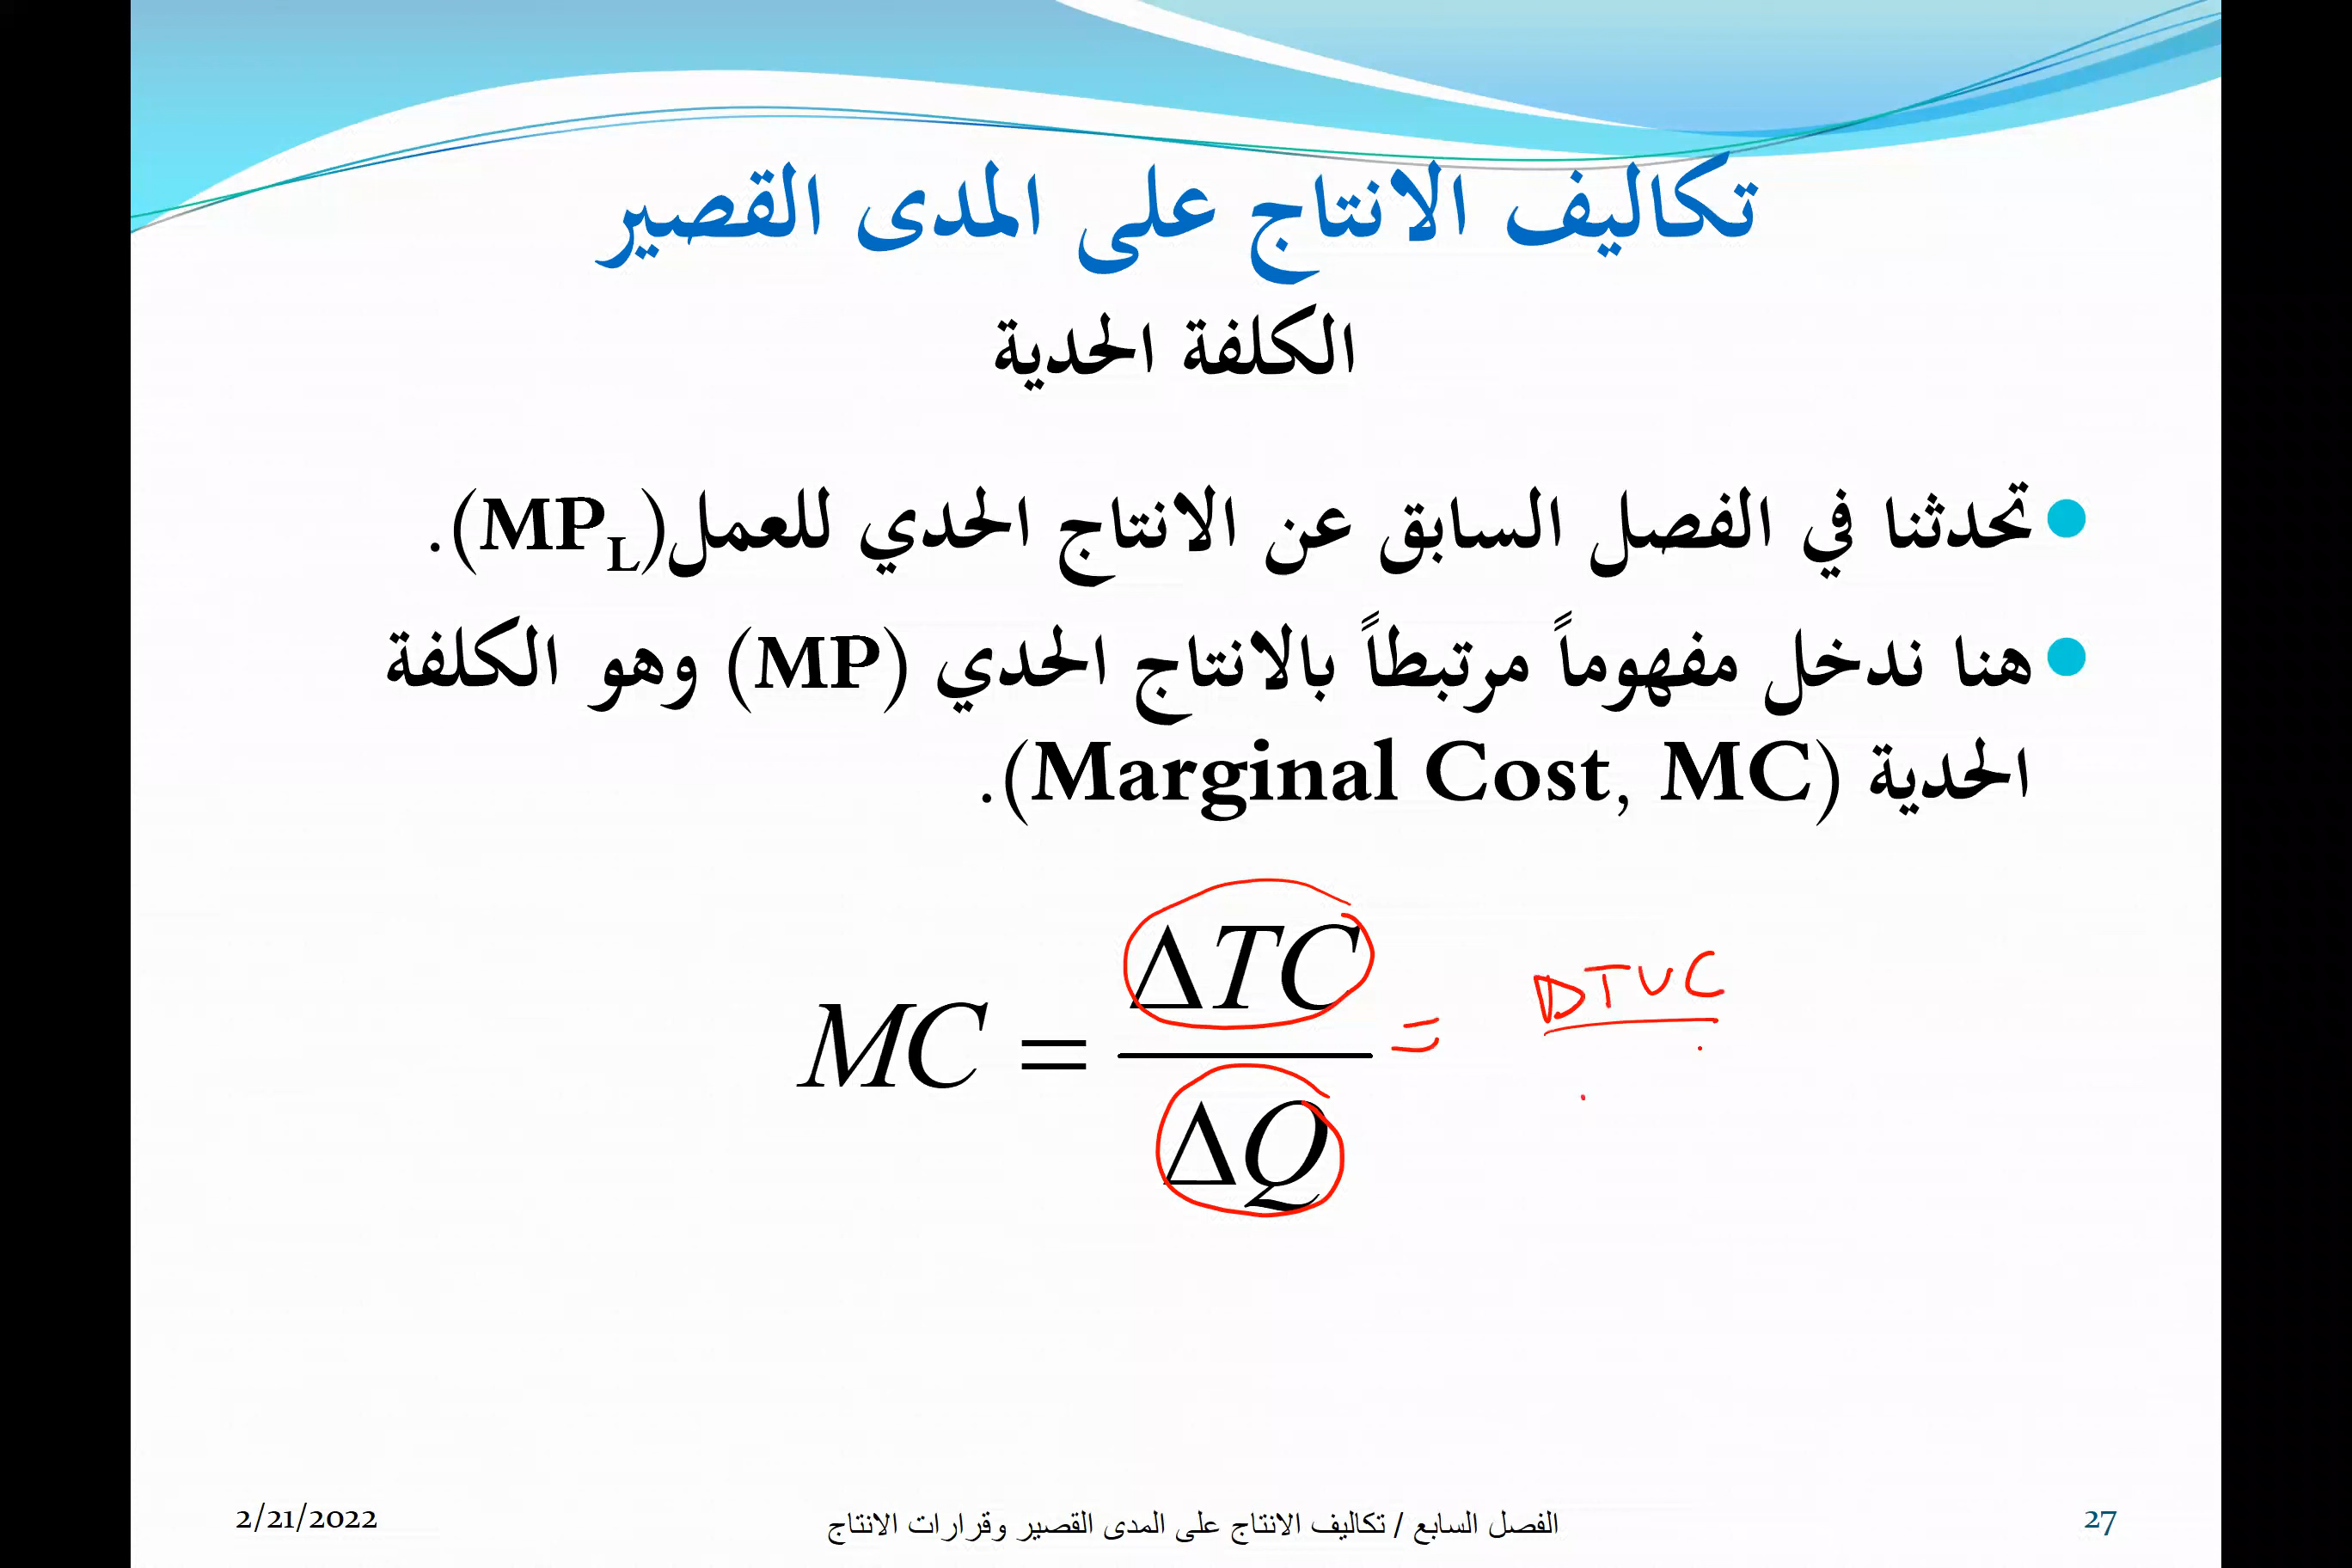 تكاليف الانتاج على المدى القصير
الكلفة الحدية
تحدثنا في الفصل السابق عن الانتاج الحدي للعمل(MPL).
هنا ندخل مفهوماً مرتبطاً بالانتاج الحدي (MP) وهو الكلفة
الحدية (Marginal Cost, MC).
MC = ΔTC / ΔQ = ΔTVC
2/21/2022
الفصل السابع / تكاليف الانتاج على المدى القصير وقرارات الانتاج
27